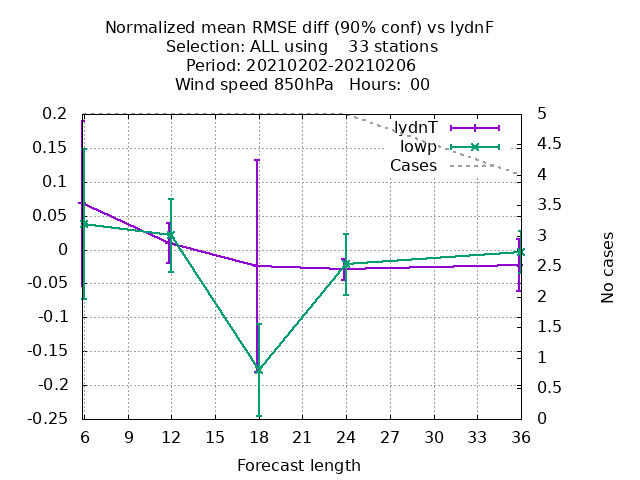 Normalized mean RMSE diff (90% conf) vs lydnF
Selection: ALL using    33 stations
Period: 20210202-20210206
Wind speed 850hPa   Hours:  00
0.2
0.15
0.1
0.05
0
-0.05
-0.1
-0.15
-0.2
-0.25
5
4.5
4
3.5
3
2.5
2
1.5
1
0.5
0
lydnT
lowp
Cases
No cases
6 9 12 15 18 21 24 27 30 33 36
Forecast length